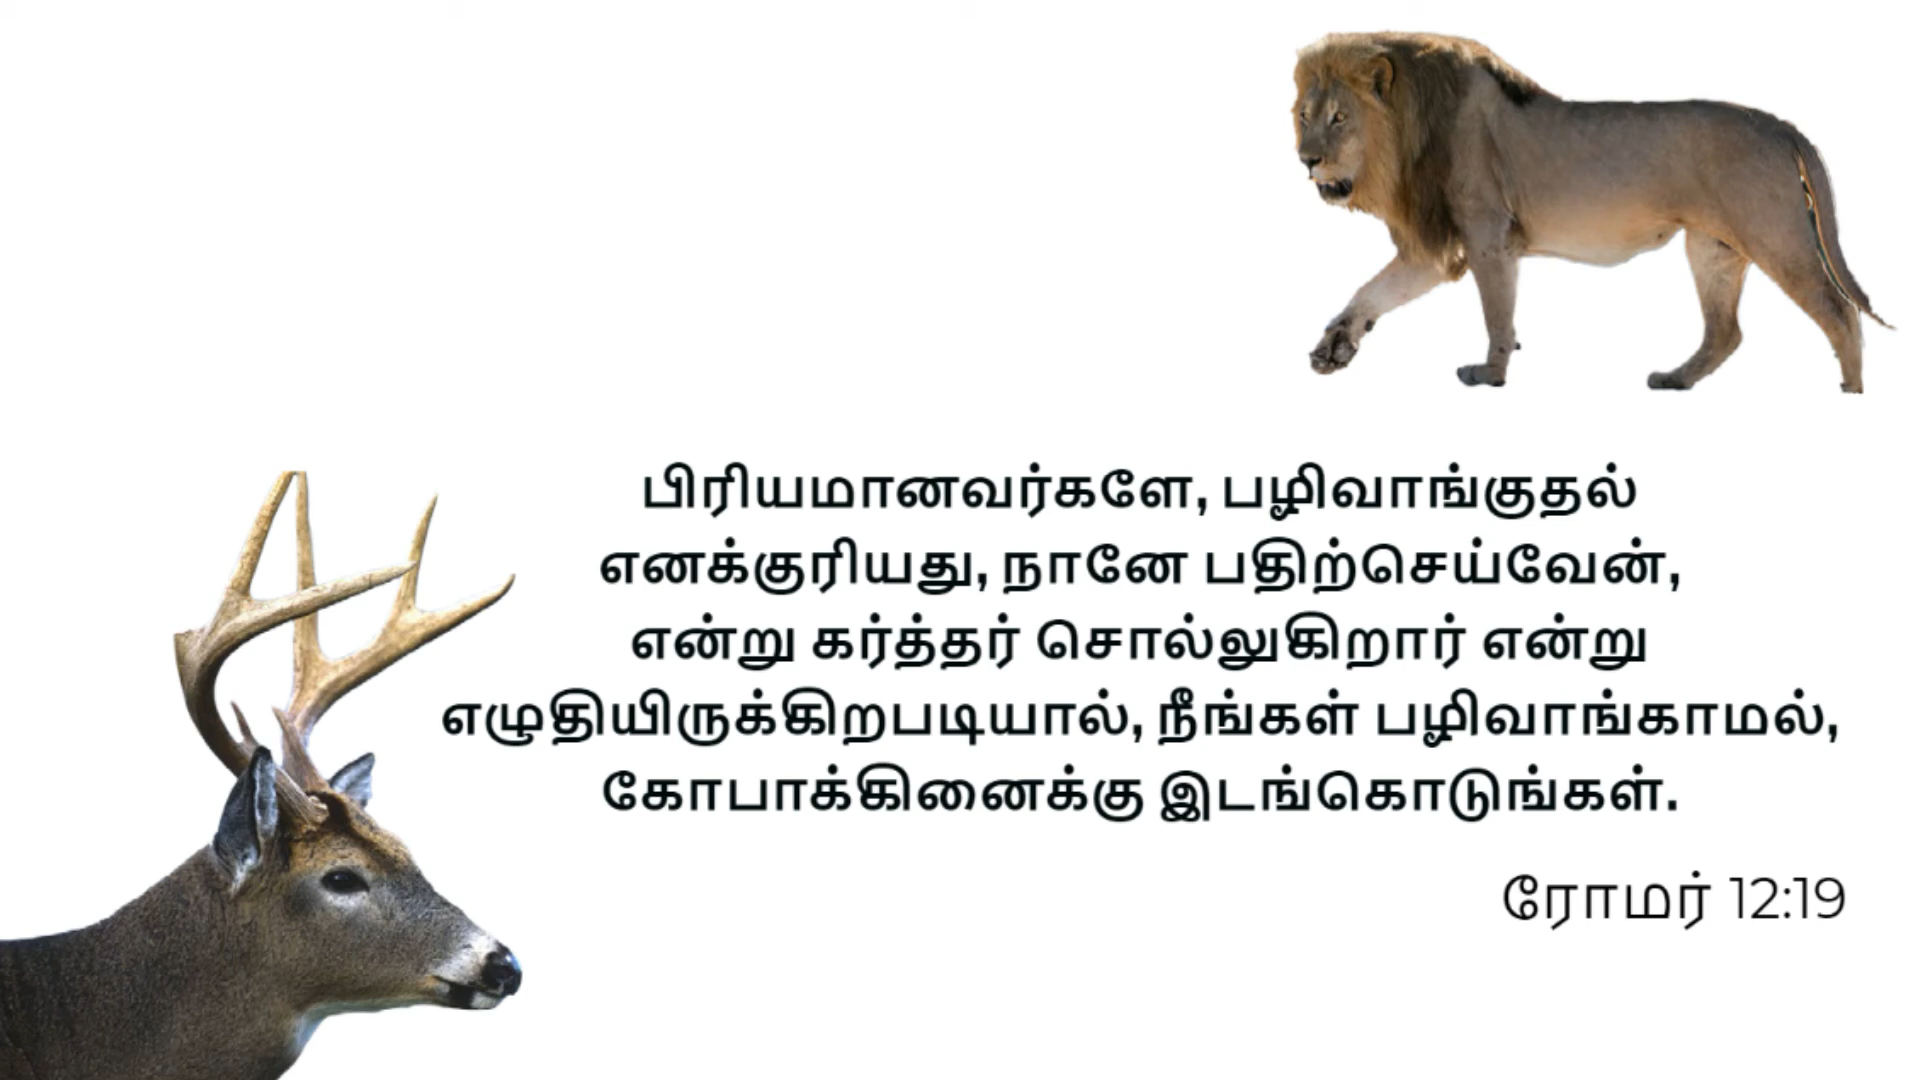 பிரியமானவர்களே, பழிவாங்குதல்
எனக்குரியது, நானே பதிற்செய்வேன்,
என்று கர்த்தர் சொல்லுகிறார் என்று
எழுதியிருக்கிறபடியால், நீங்கள் பழிவாங்காமல்,
கோபாக்கினைக்கு இடங்கொடுங்கள்.
ரோமர் 12:19